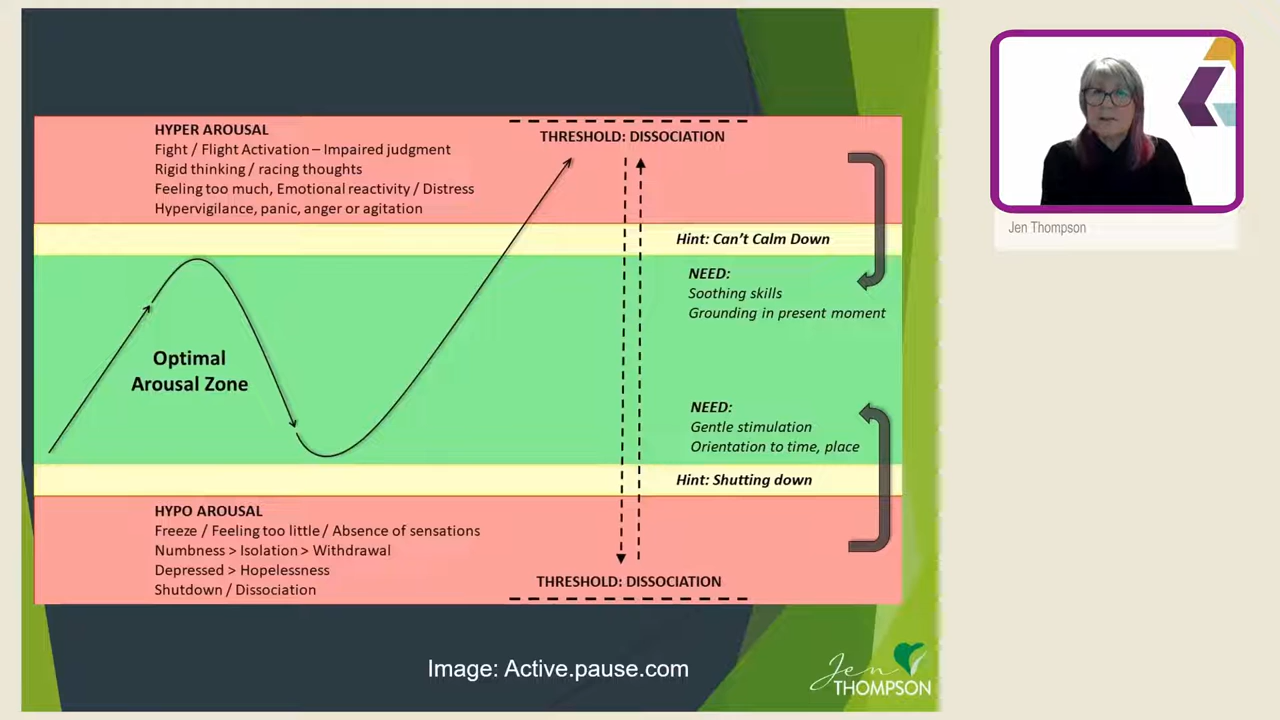 HYPER AROUSAL
Fight / Flight Activation – Impaired judgment
Rigid thinking / racing thoughts
Feeling too much, Emotional reactivity / Distress
Hypervigilance, panic, anger or agitation
THRESHOLD: DISSOCIATION
Hint: Can't Calm Down
NEED:
Soothing skills
Grounding in present moment
Optimal
Arousal Zone
NEED:
Gentle stimulation
Orientation to time, place
Hint: Shutting down
HYPO AROUSAL
Freeze / Feeling too little / Absence of sensations
Numbness > Isolation > Withdrawal
Depressed > Hopelessness
Shutdown / Dissociation
THRESHOLD: DISSOCIATION
Image: Active.pause.com
Jen
THOMPSON
Jen Thompson